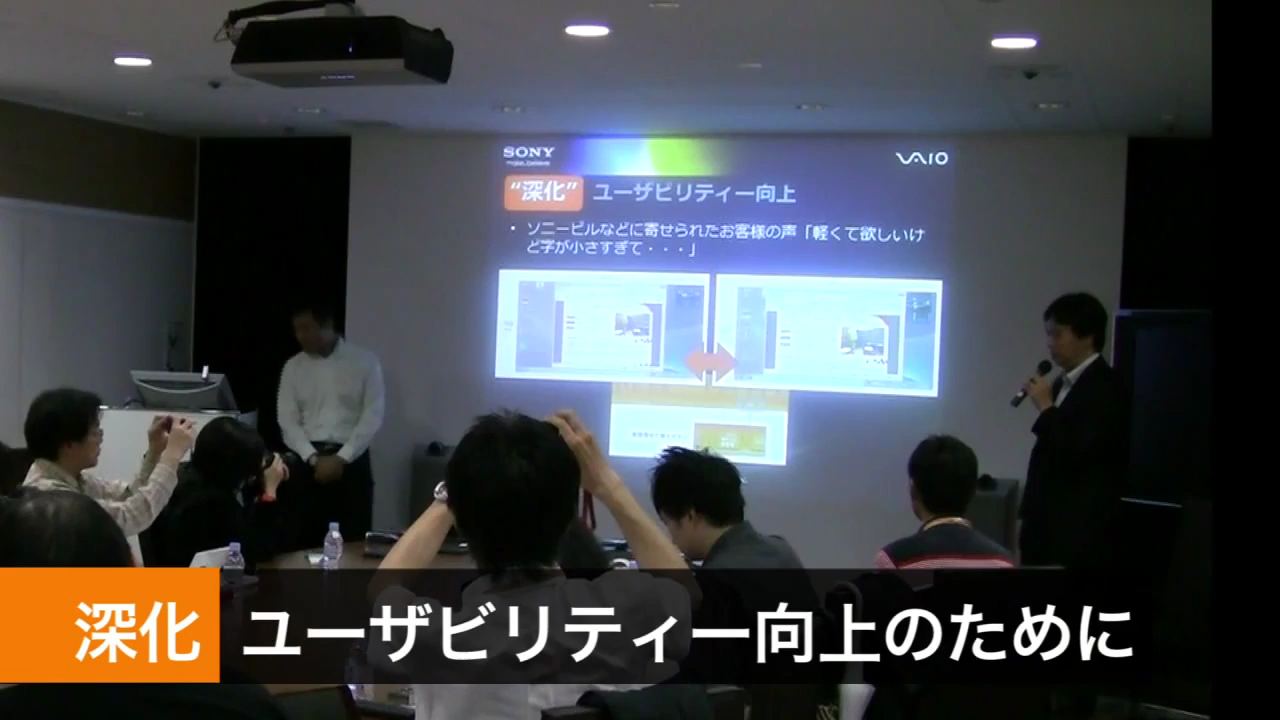 SONY
VAIO
“深化” ユーザビリティー向上
・ ソニービルなどに寄せられたお客様の声「軽くて欲しいけ
ど字が小さすぎて・・・」
深化 ユーザビリティー向上のために